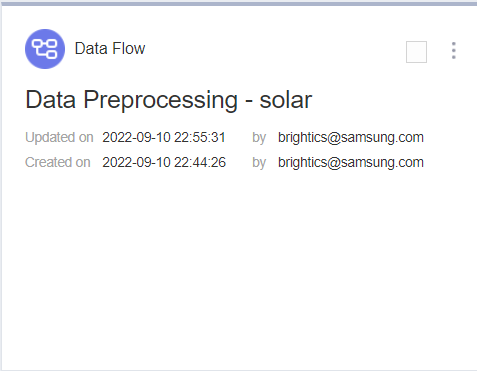 Data Flow
Data Preprocessing - solar
Updated on 2022-09-10 22:55:31 by brightics@samsung.com
Created on 2022-09-10 22:44:26 by brightics@samsung.com